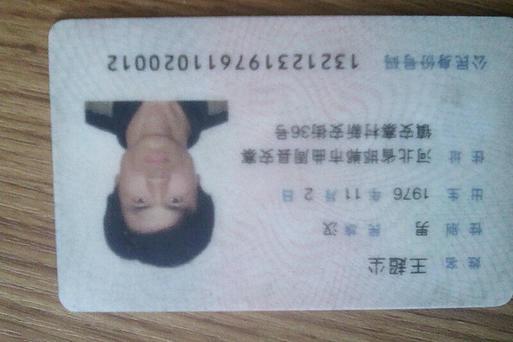 姓名 王超尘
性别 男 民族 汉
出生 1976 年 11 月 2 日
住址 河北省邯郸市曲周县安寨
镇安寨村新安街36号
公民身份号码 132123197611020012